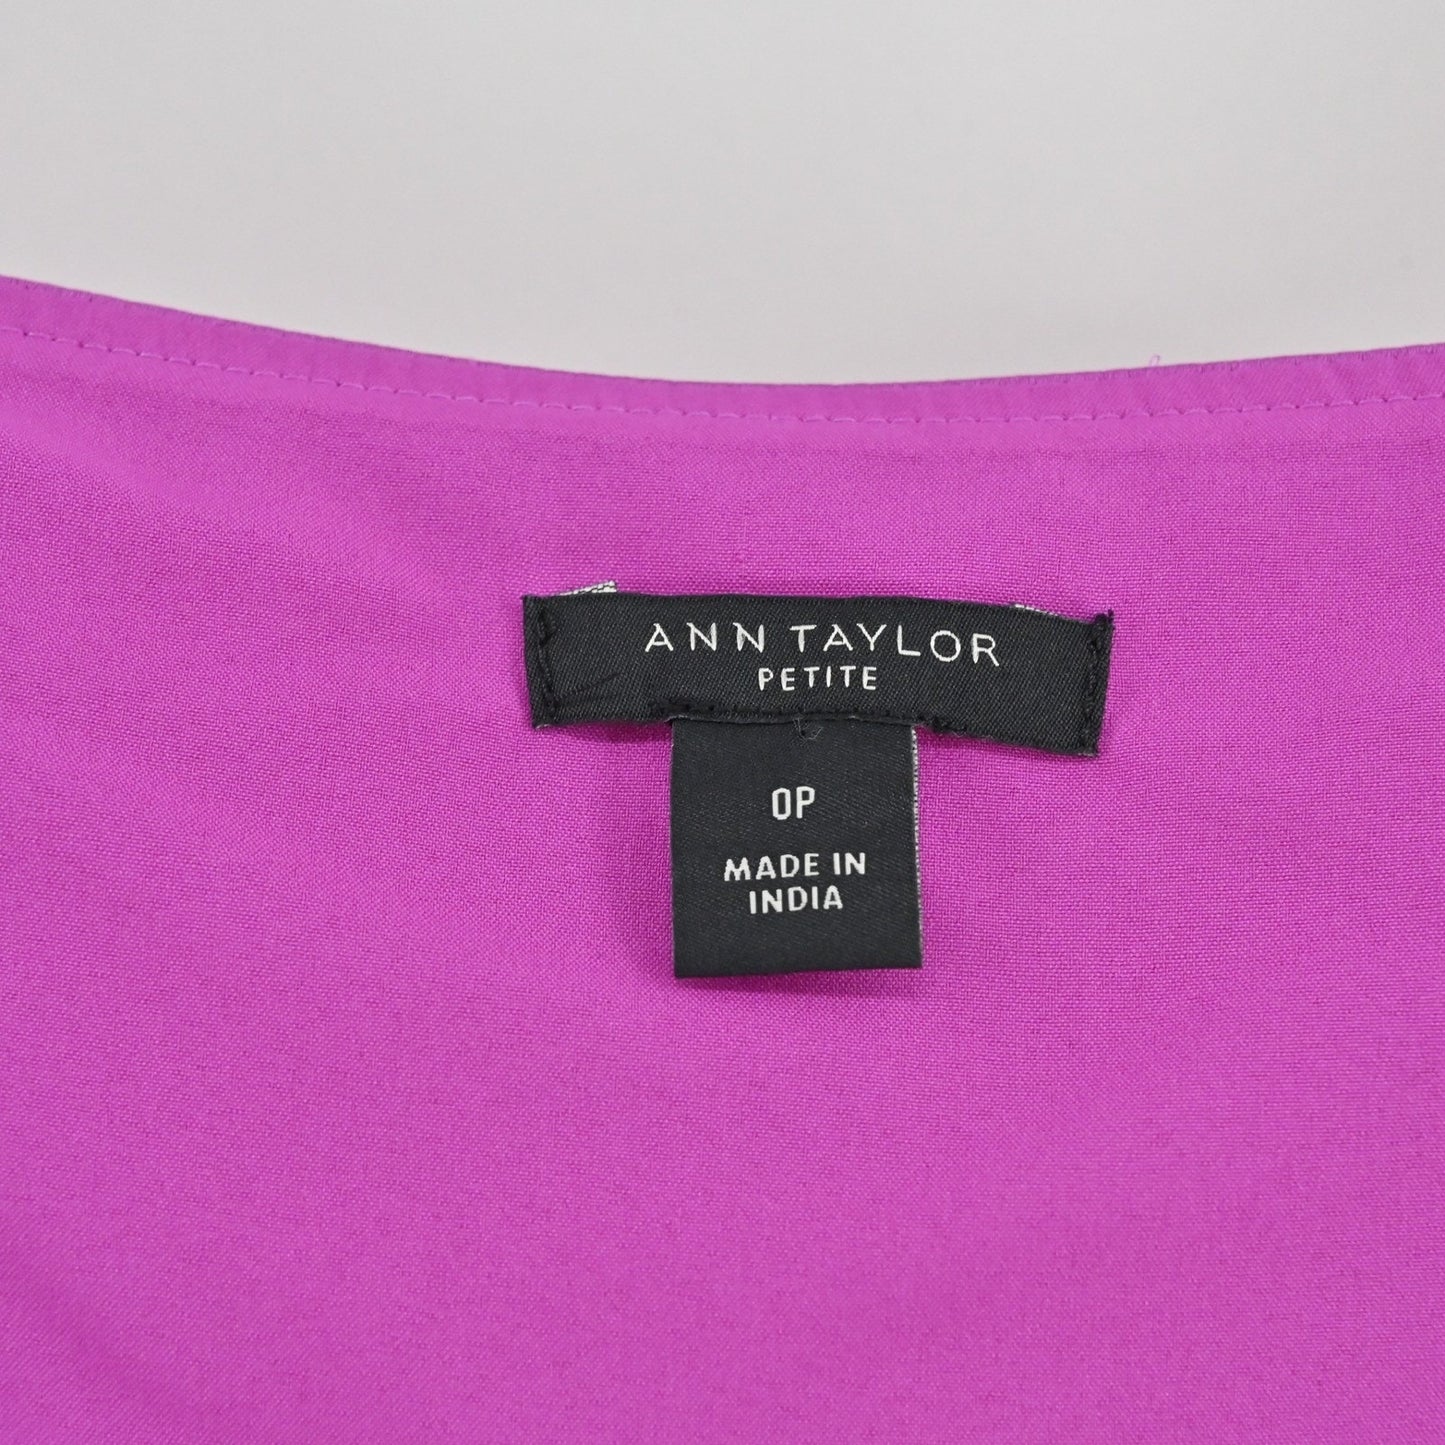 ANN TAYLOR
PETITE
0P
MADE IN
INDIA